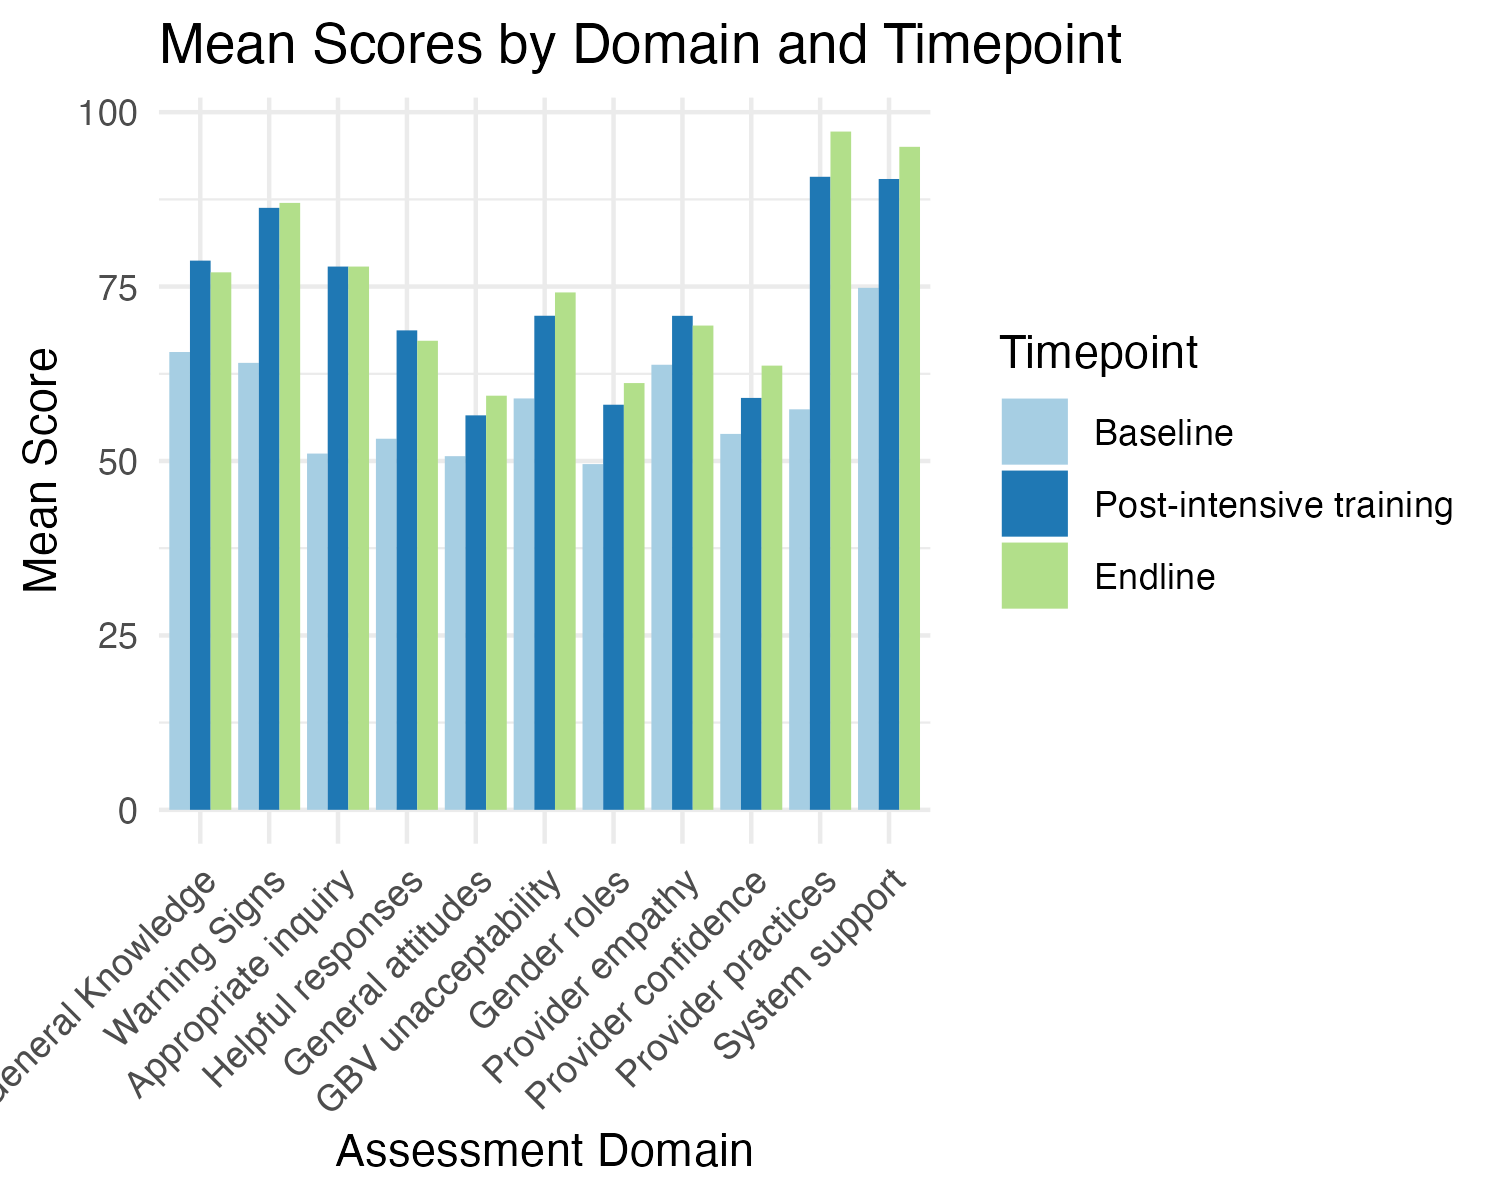 Mean Scores by Domain and Timepoint
Mean Score
100
75
50
25
0
General Knowledge
Warning Signs
Appropriate inquiry
Helpful responses
General attitudes
GBV unacceptability
Gender roles
Provider empathy
Provider confidence
Provider practices
System support
Assessment Domain
Timepoint
Baseline
Post-intensive training
Endline